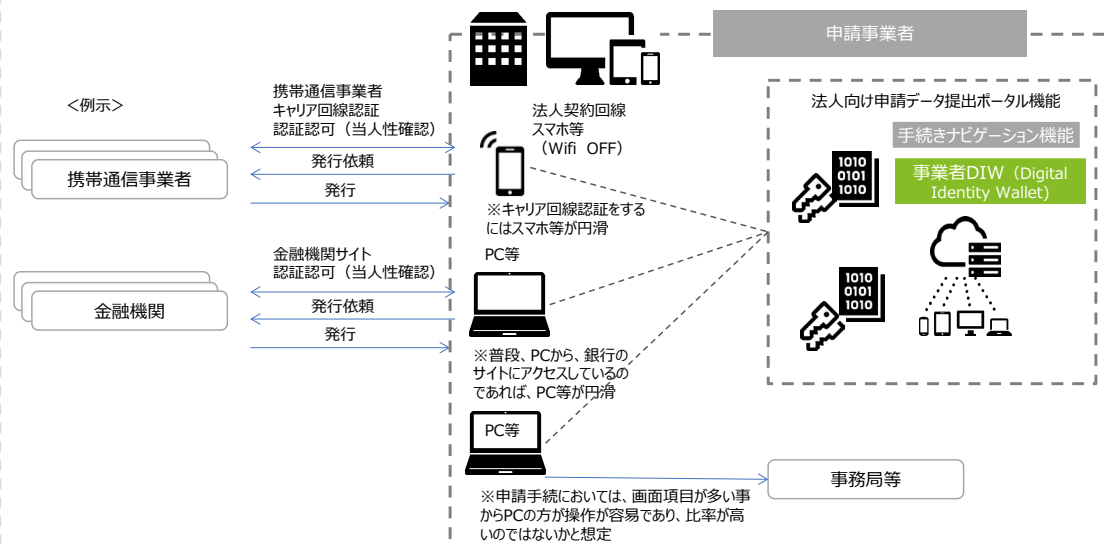 申請事業者
<例示>
携帯通信事業者
キャリア回線認証
認証認可（当人性確認）
発行依頼
発行
携帯通信事業者
法人契約回線
スマホ等
（Wifi OFF）
※キャリア回線認証をする
にはスマホ等が円滑
金融機関サイト
認証認可（当人性確認）
発行依頼
発行
金融機関
PC等
※普段、PCから、銀行の
サイトにアクセスしているの
であれば、PC等が円滑
PC等
※申請手続においては、画面項目が多い事
からPCの方が操作が容易であり、比率が高
いのではないかと想定
法人向け申請データ提出ポータル機能
手続きナビゲーション機能
事業者DIW（Digital
Identity Wallet)
1010
0101
1010
1010
0101
1010
事務局等